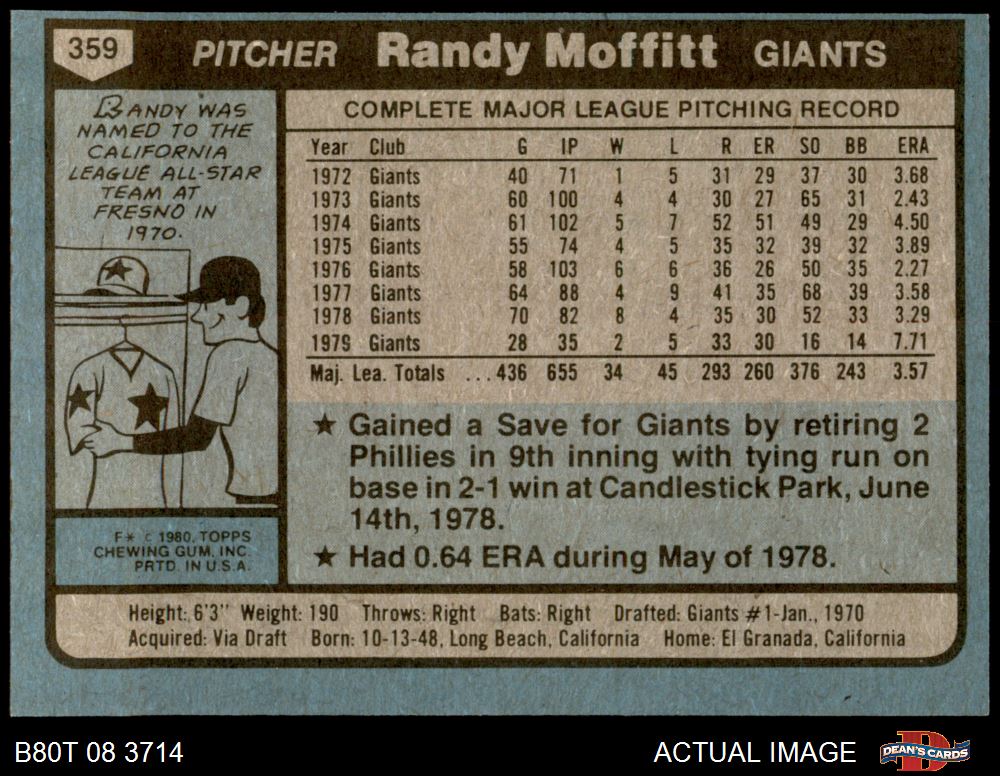 359 PITCHER Randy Moffitt GIANTS
RANDY WAS
NAMED TO THE
CALIFORNIA
LEAGUE ALL-STAR
TEAM AT
FRESNO IN
1970.
F* © 1980, TOPPS
CHEWING GUM, INC.
PRTD. IN U.S.A.
COMPLETE MAJOR LEAGUE PITCHING RECORD
Year Club G IP W L R ER SO BB ERA
1972 Giants 40 71 1 5 31 29 37 30 3.68
1973 Giants 60 100 4 4 30 27 65 31 2.43
1974 Giants 61 102 5 7 52 51 49 29 4.50
1975 Giants 55 74 4 5 35 32 39 32 3.89
1976 Giants 58 103 6 6 36 26 50 35 2.27
1977 Giants 64 88 4 9 41 35 68 39 3.58
1978 Giants 70 82 8 4 35 30 52 33 3.29
1979 Giants 28 35 2 5 33 30 16 14 7.71
Maj. Lea. Totals ...436 655 34 45 293 260 376 243 3.57
★ Gained a Save for Giants by retiring 2
Phillies in 9th inning with tying run on
base in 2-1 win at Candlestick Park, June
14th, 1978.
★ Had 0.64 ERA during May of 1978.
Height: 6'3" Weight: 190 Throws: Right Bats: Right Drafted: Giants #1-Jan., 1970
Acquired: Via Draft Born: 10-13-48, Long Beach, California Home: El Granada, California
B80T 08 3714 ACTUAL IMAGE DEAN'S CARDS